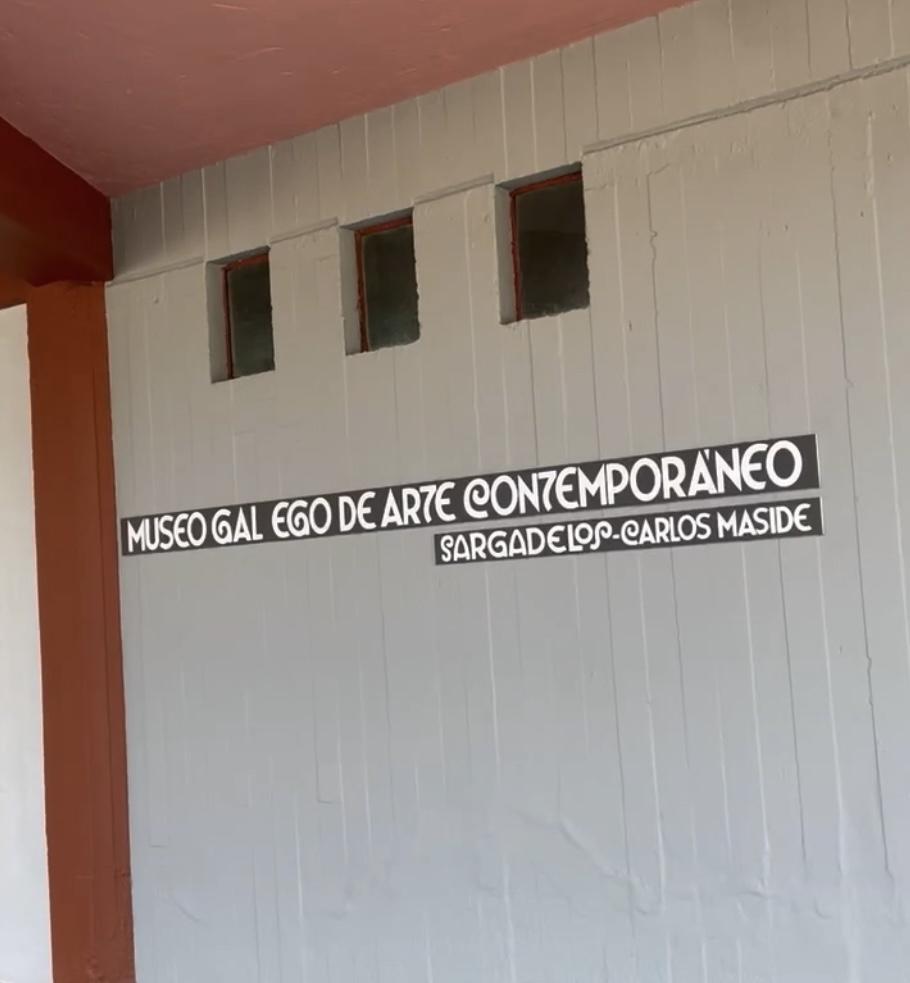 MUSEO GAL EGO DE ARTE CONTEMPORÁNEO
SARGADELOS-CARLOS MASIDE